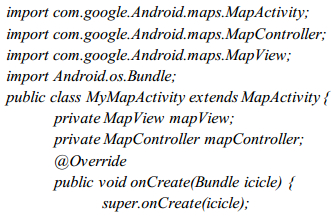 import com.google.Android.maps.MapActivity;
import com.google.Android.maps.MapController;
import com.google.Android.maps.MapView;
import Android.os.Bundle;
public class MyMapActivity extends MapActivity {
private MapView mapView;
private MapController mapController;
@Override
public void onCreate(Bundle icicle) {
super.onCreate(icicle);